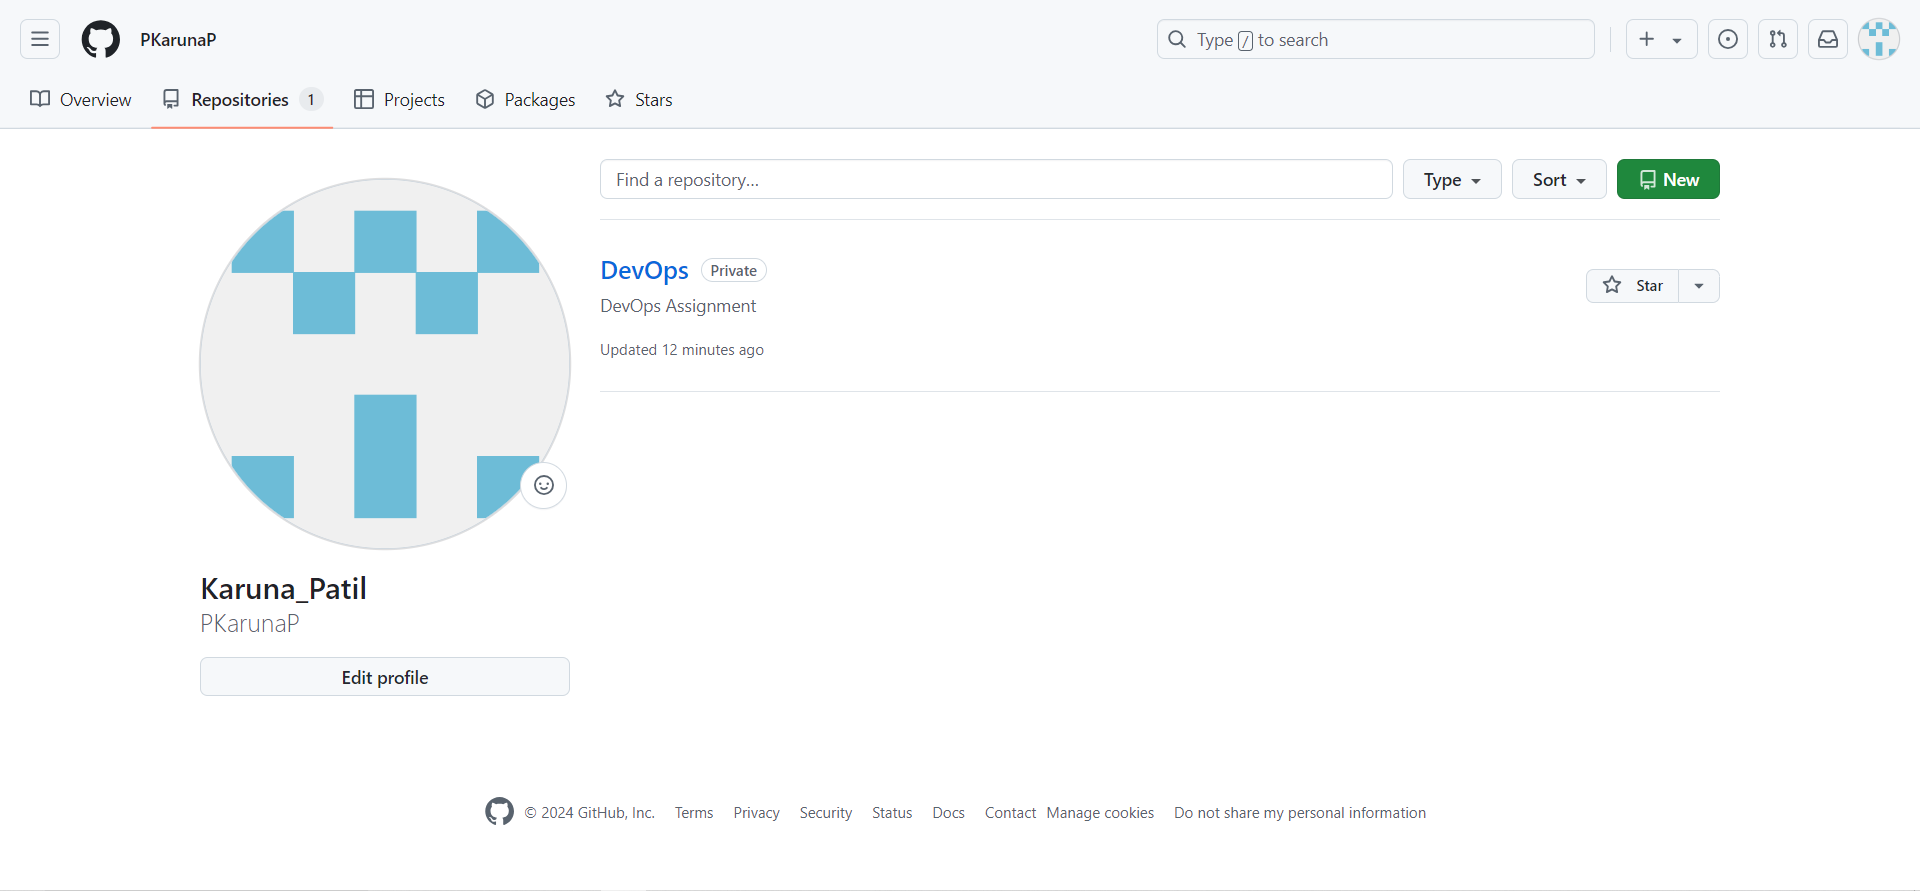 PKarunaP
Type / to search
Overview
Repositories 1
Projects
Packages
Stars
Find a repository...
Type
Sort
New
DevOps Private
DevOps Assignment
Updated 12 minutes ago
Star
Karuna_Patil
PKarunaP
Edit profile
© 2024 GitHub, Inc. Terms Privacy Security Status Docs Contact Manage cookies Do not share my personal information